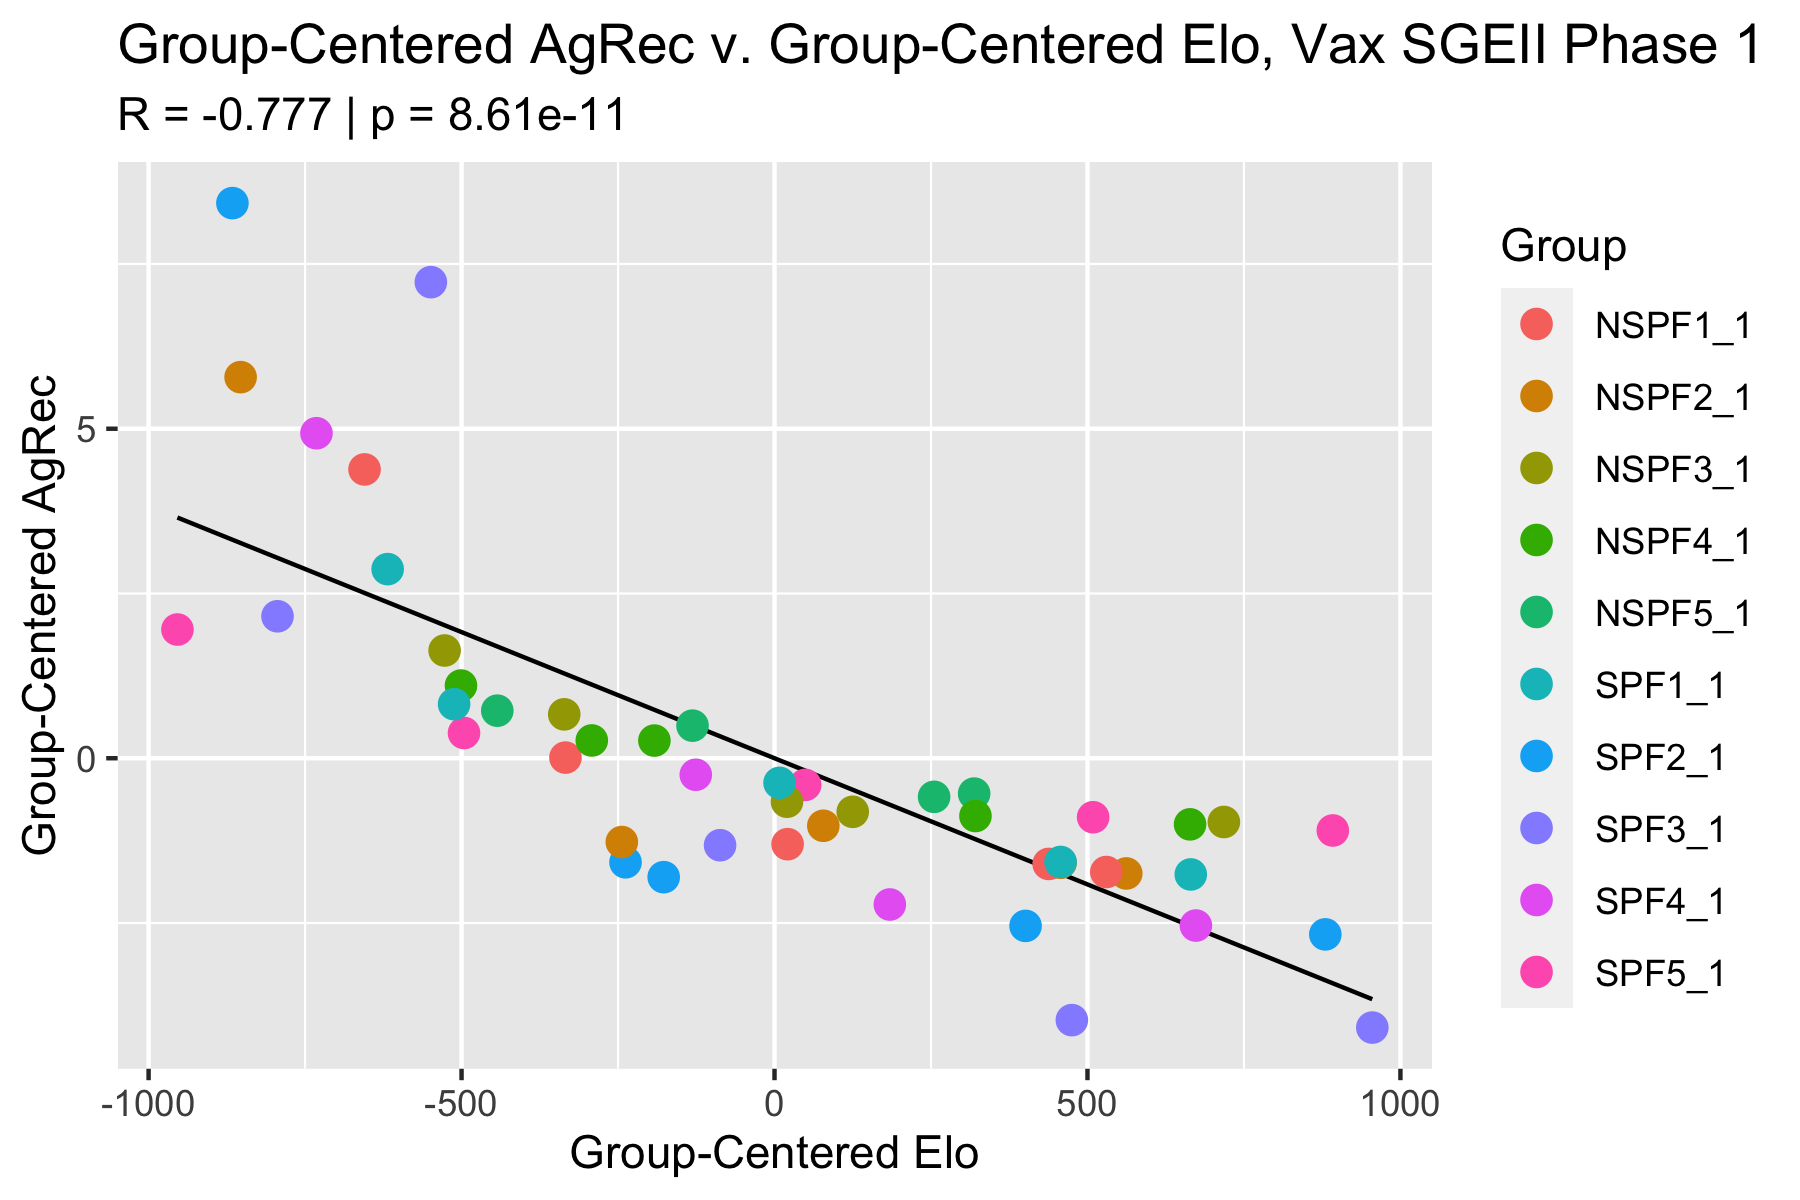 Group-Centered AgRec v. Group-Centered Elo, Vax SGEII Phase 1
R = -0.777 | p = 8.61e-11
Group-Centered AgRec
5
0
-1000
-500
0
500
1000
Group-Centered Elo
Group
NSPF1_1
NSPF2_1
NSPF3_1
NSPF4_1
NSPF5_1
SPF1_1
SPF2_1
SPF3_1
SPF4_1
SPF5_1